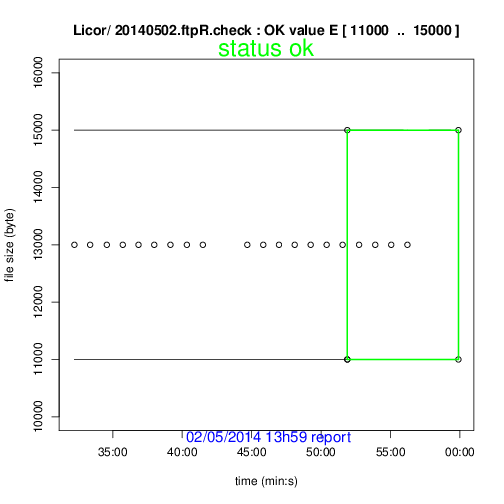 Licor/ 20140502.ftpR.check : OK value E [ 11000 .. 15000 ]
status ok
16000
15000
14000
13000
12000
11000
10000
file size (byte)
02/05/2014 13h59 report
35:00 40:00 45:00 50:00 55:00 00:00
time (min:s)